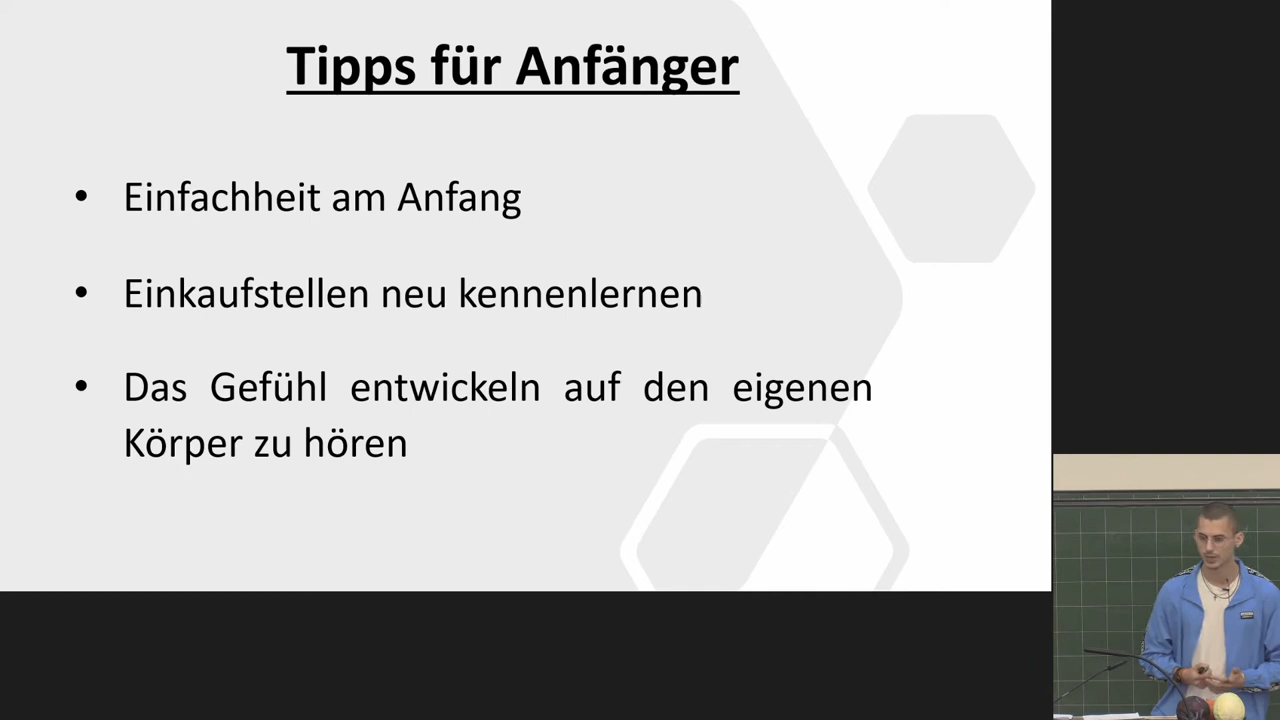 Tipps für Anfänger
• Einfachheit am Anfang
• Einkaufstellen neu kennenlernen
• Das Gefühl entwickeln auf den eigenen
Körper zu hören